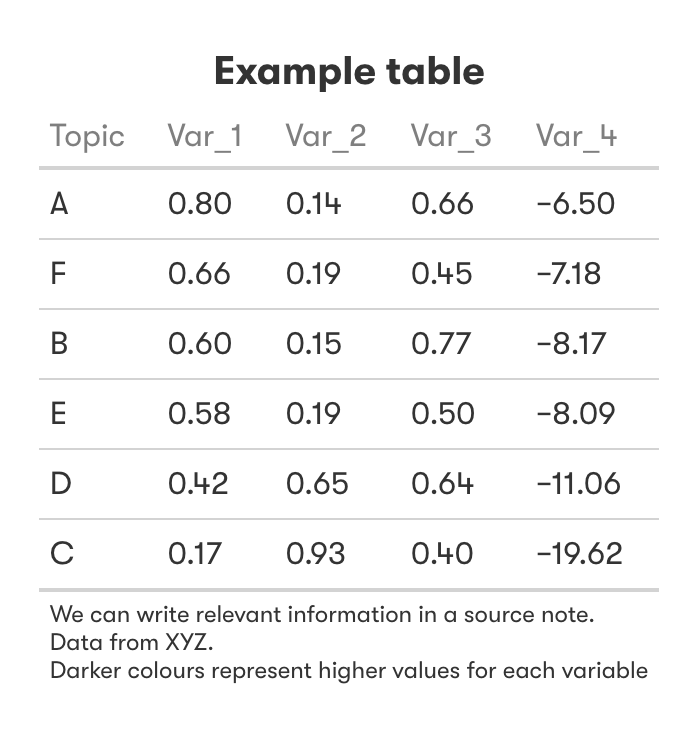 Example table
Topic Var_1 Var_2 Var_3 Var_4
A 0.80 0.14 0.66 −6.50
F 0.66 0.19 0.45 −7.18
B 0.60 0.15 0.77 −8.17
E 0.58 0.19 0.50 −8.09
D 0.42 0.65 0.64 −11.06
C 0.17 0.93 0.40 −19.62
We can write relevant information in a source note.
Data from XYZ.
Darker colours represent higher values for each variable